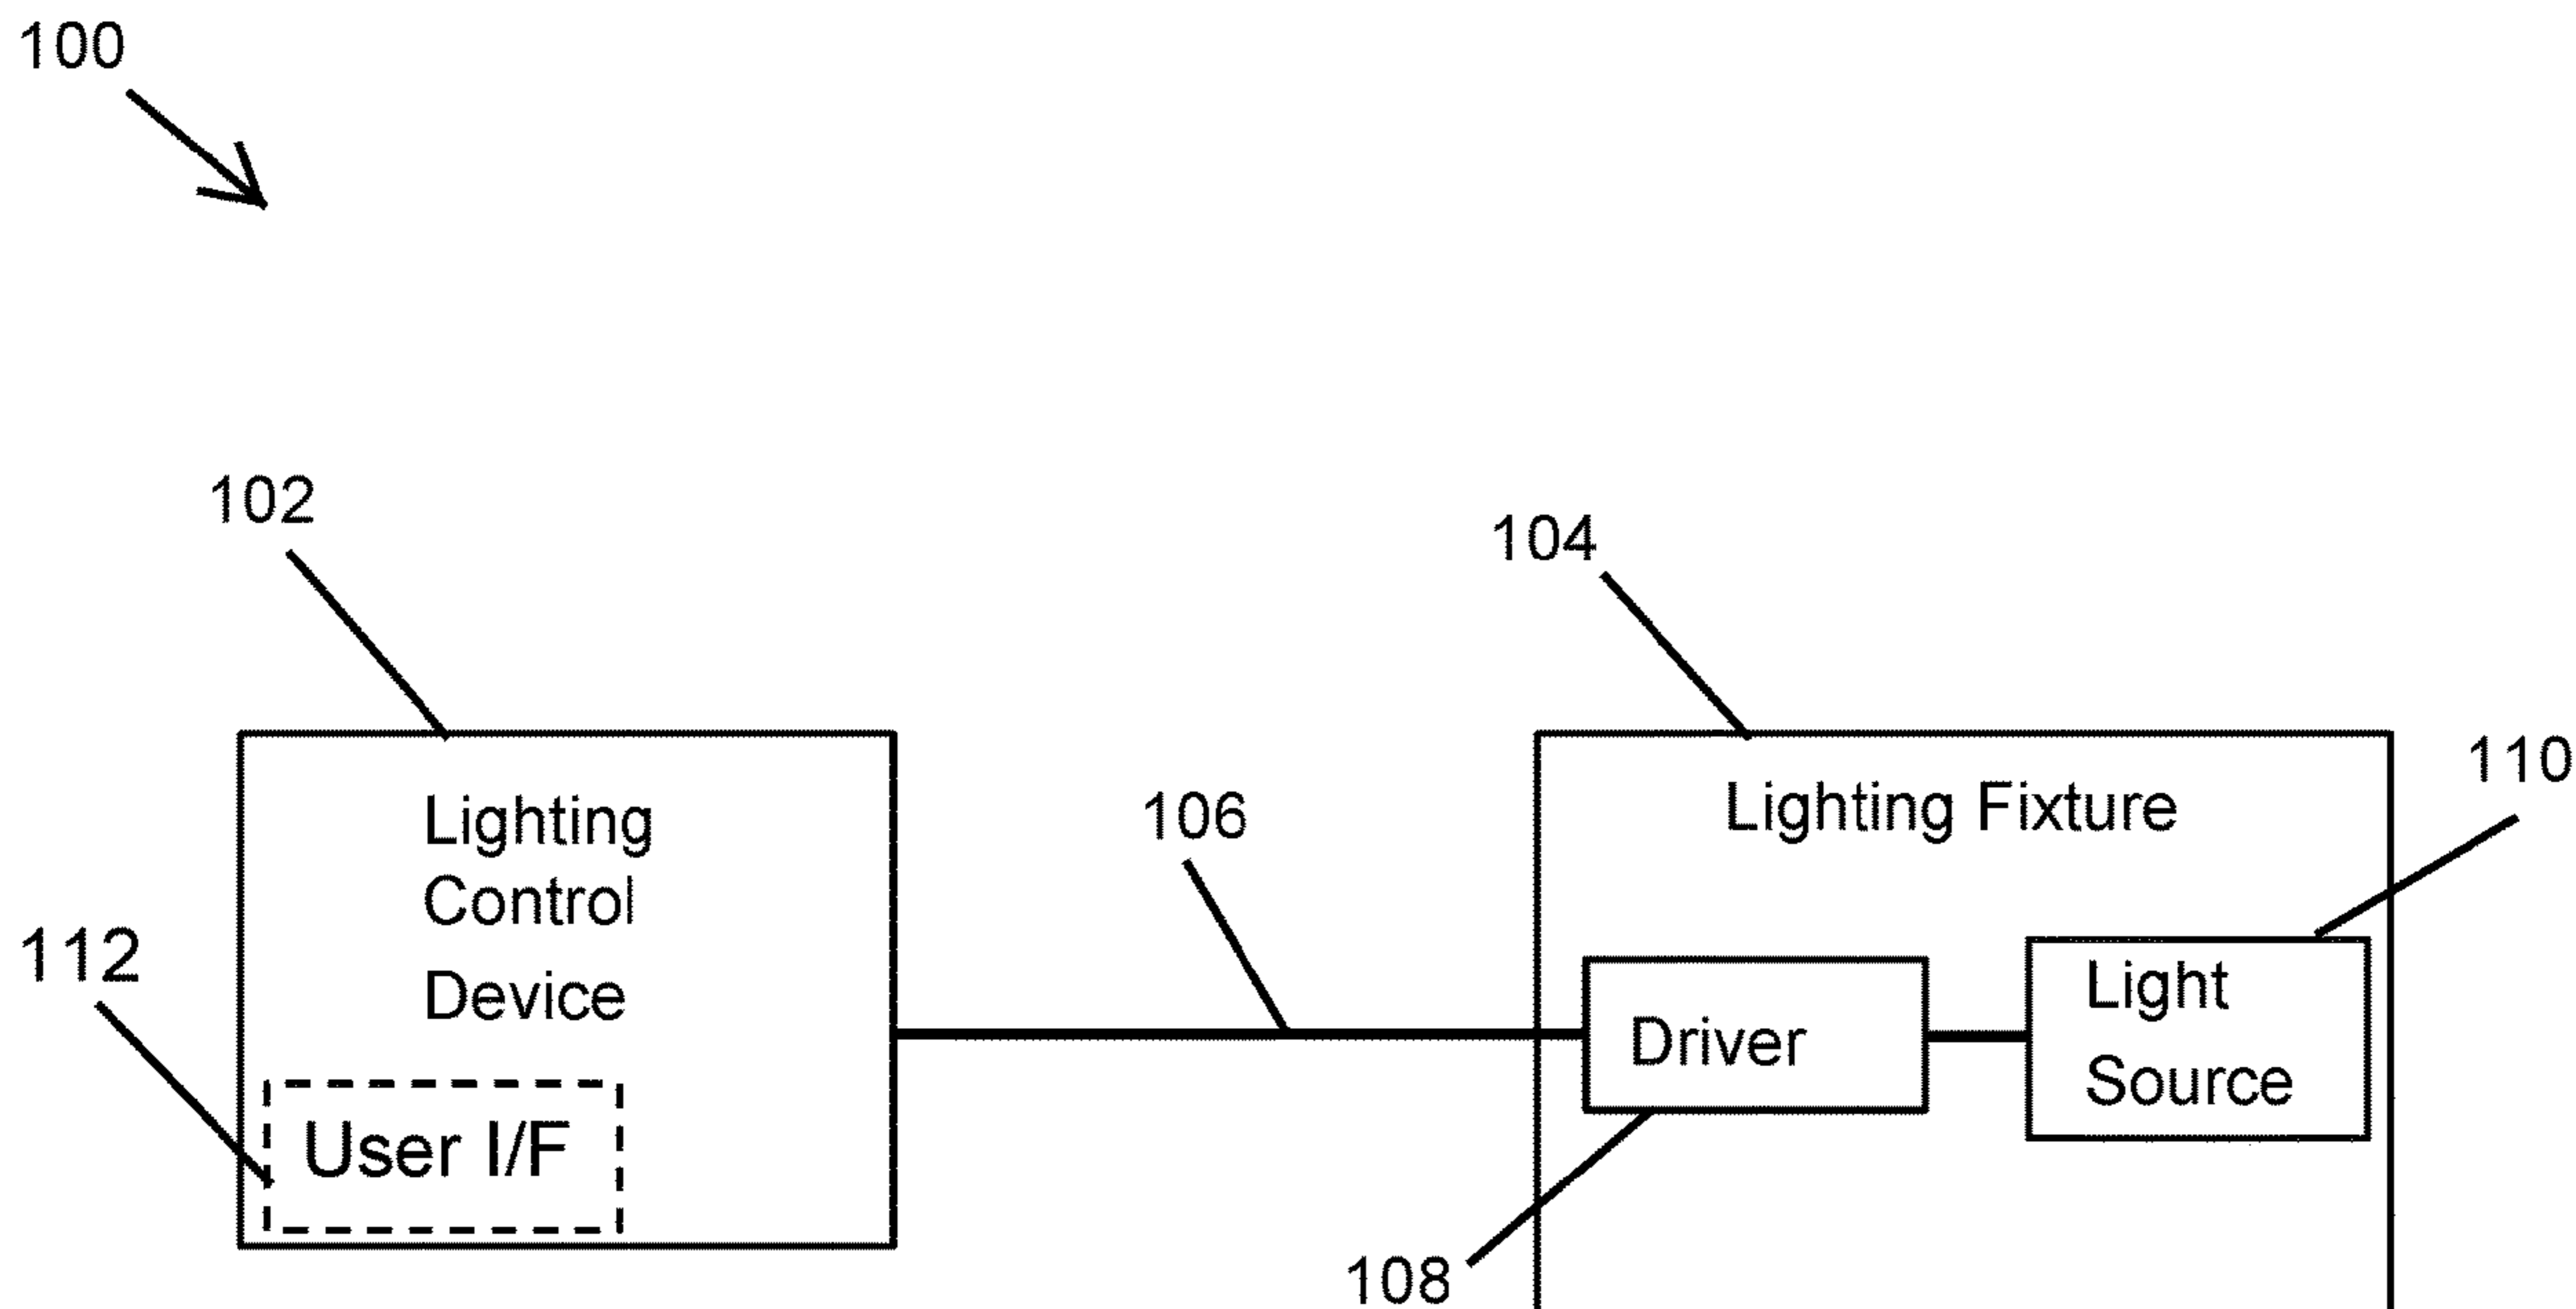 100
102
104
110
106
112
Lighting
Control
Device
User I/F
Lighting Fixture
Driver
Light
Source
108